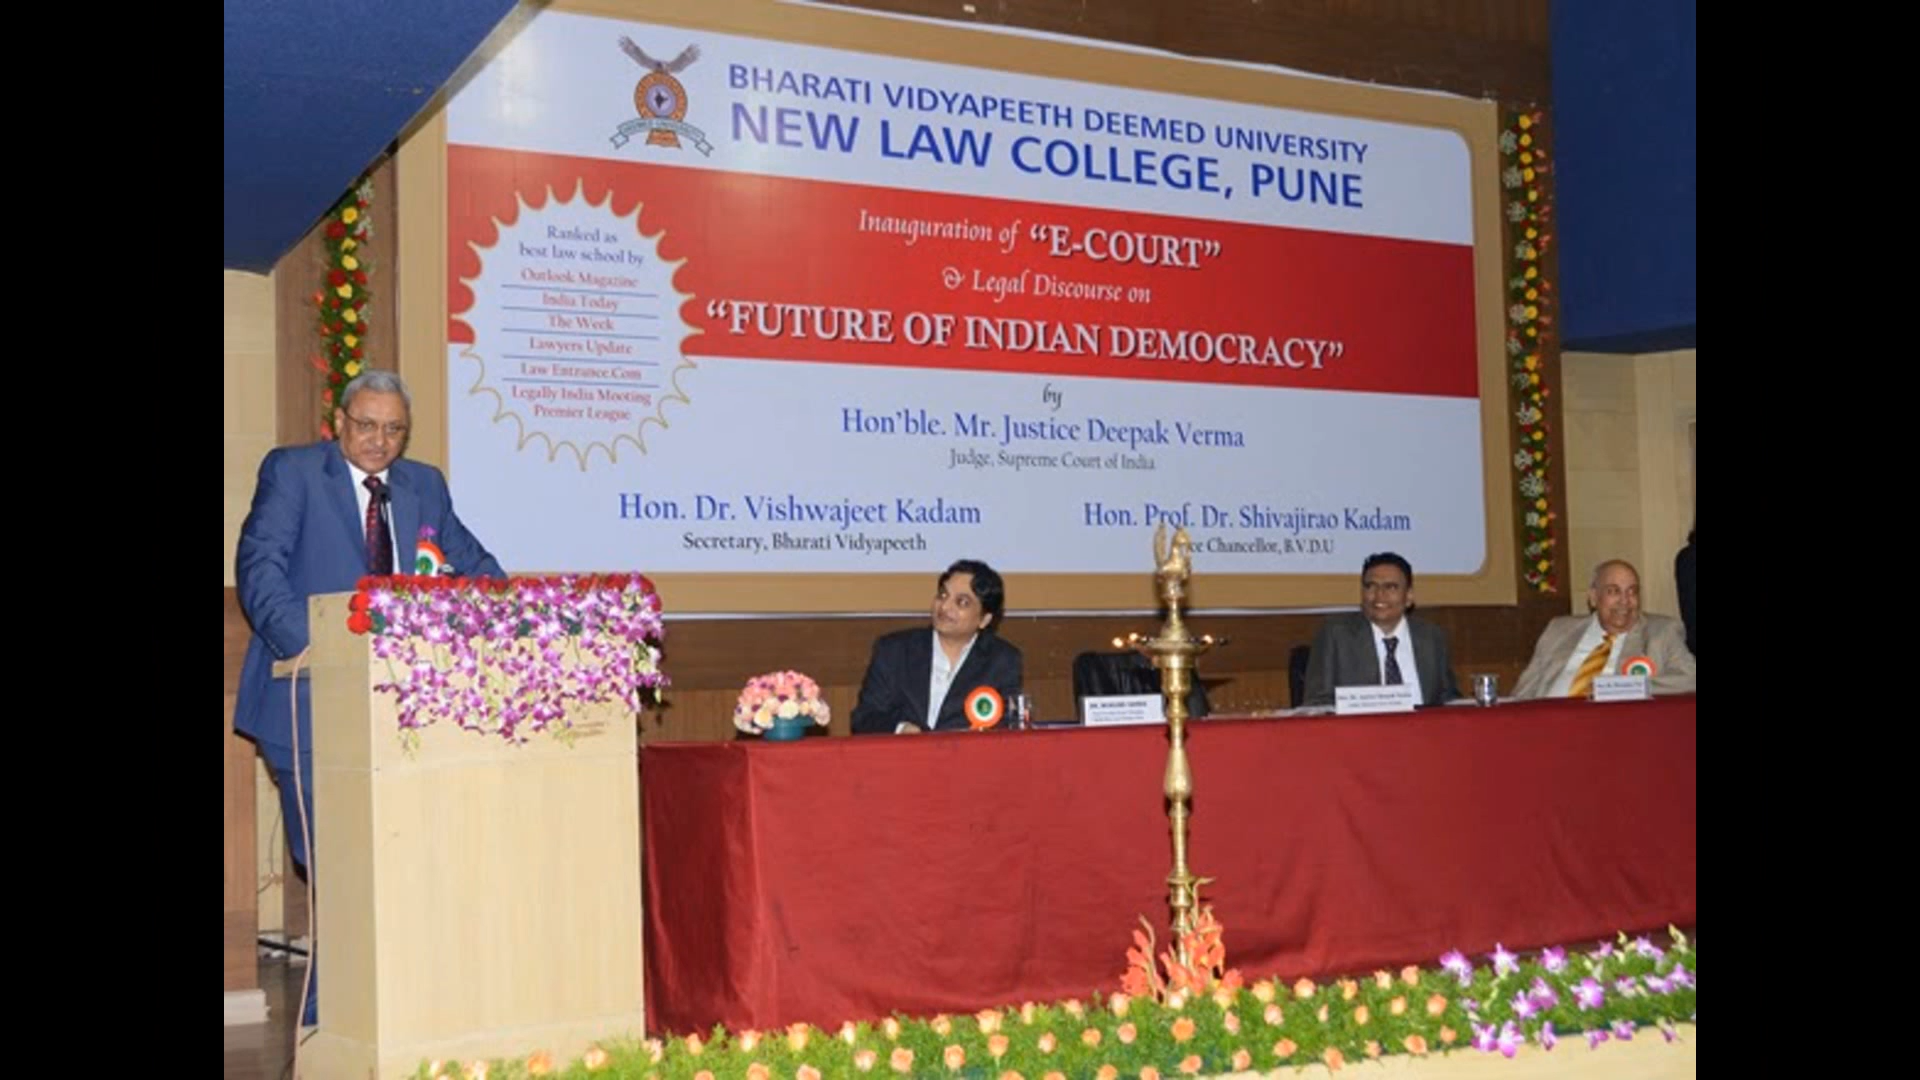 BHARATI VIDYAPEETH DEEMED UNIVERSITY
NEW LAW COLLEGE, PUNE
Inauguration of "E-COURT"
& Legal Discourse on
"FUTURE OF INDIAN DEMOCRACY"
Ranked as
best law school by
Outlook Magazine
India Today
The Week
Lawyers Update
Law Entrance.Com
Legally India Mooting
Premier League
by
Hon'ble. Mr. Justice Deepak Verma
Judge, Supreme Court of India
Hon. Dr. Vishwajeet Kadam
Secretary, Bharati Vidyapeeth
Hon. Prof. Dr. Shivajirao Kadam
Chancellor, B.V.D.U